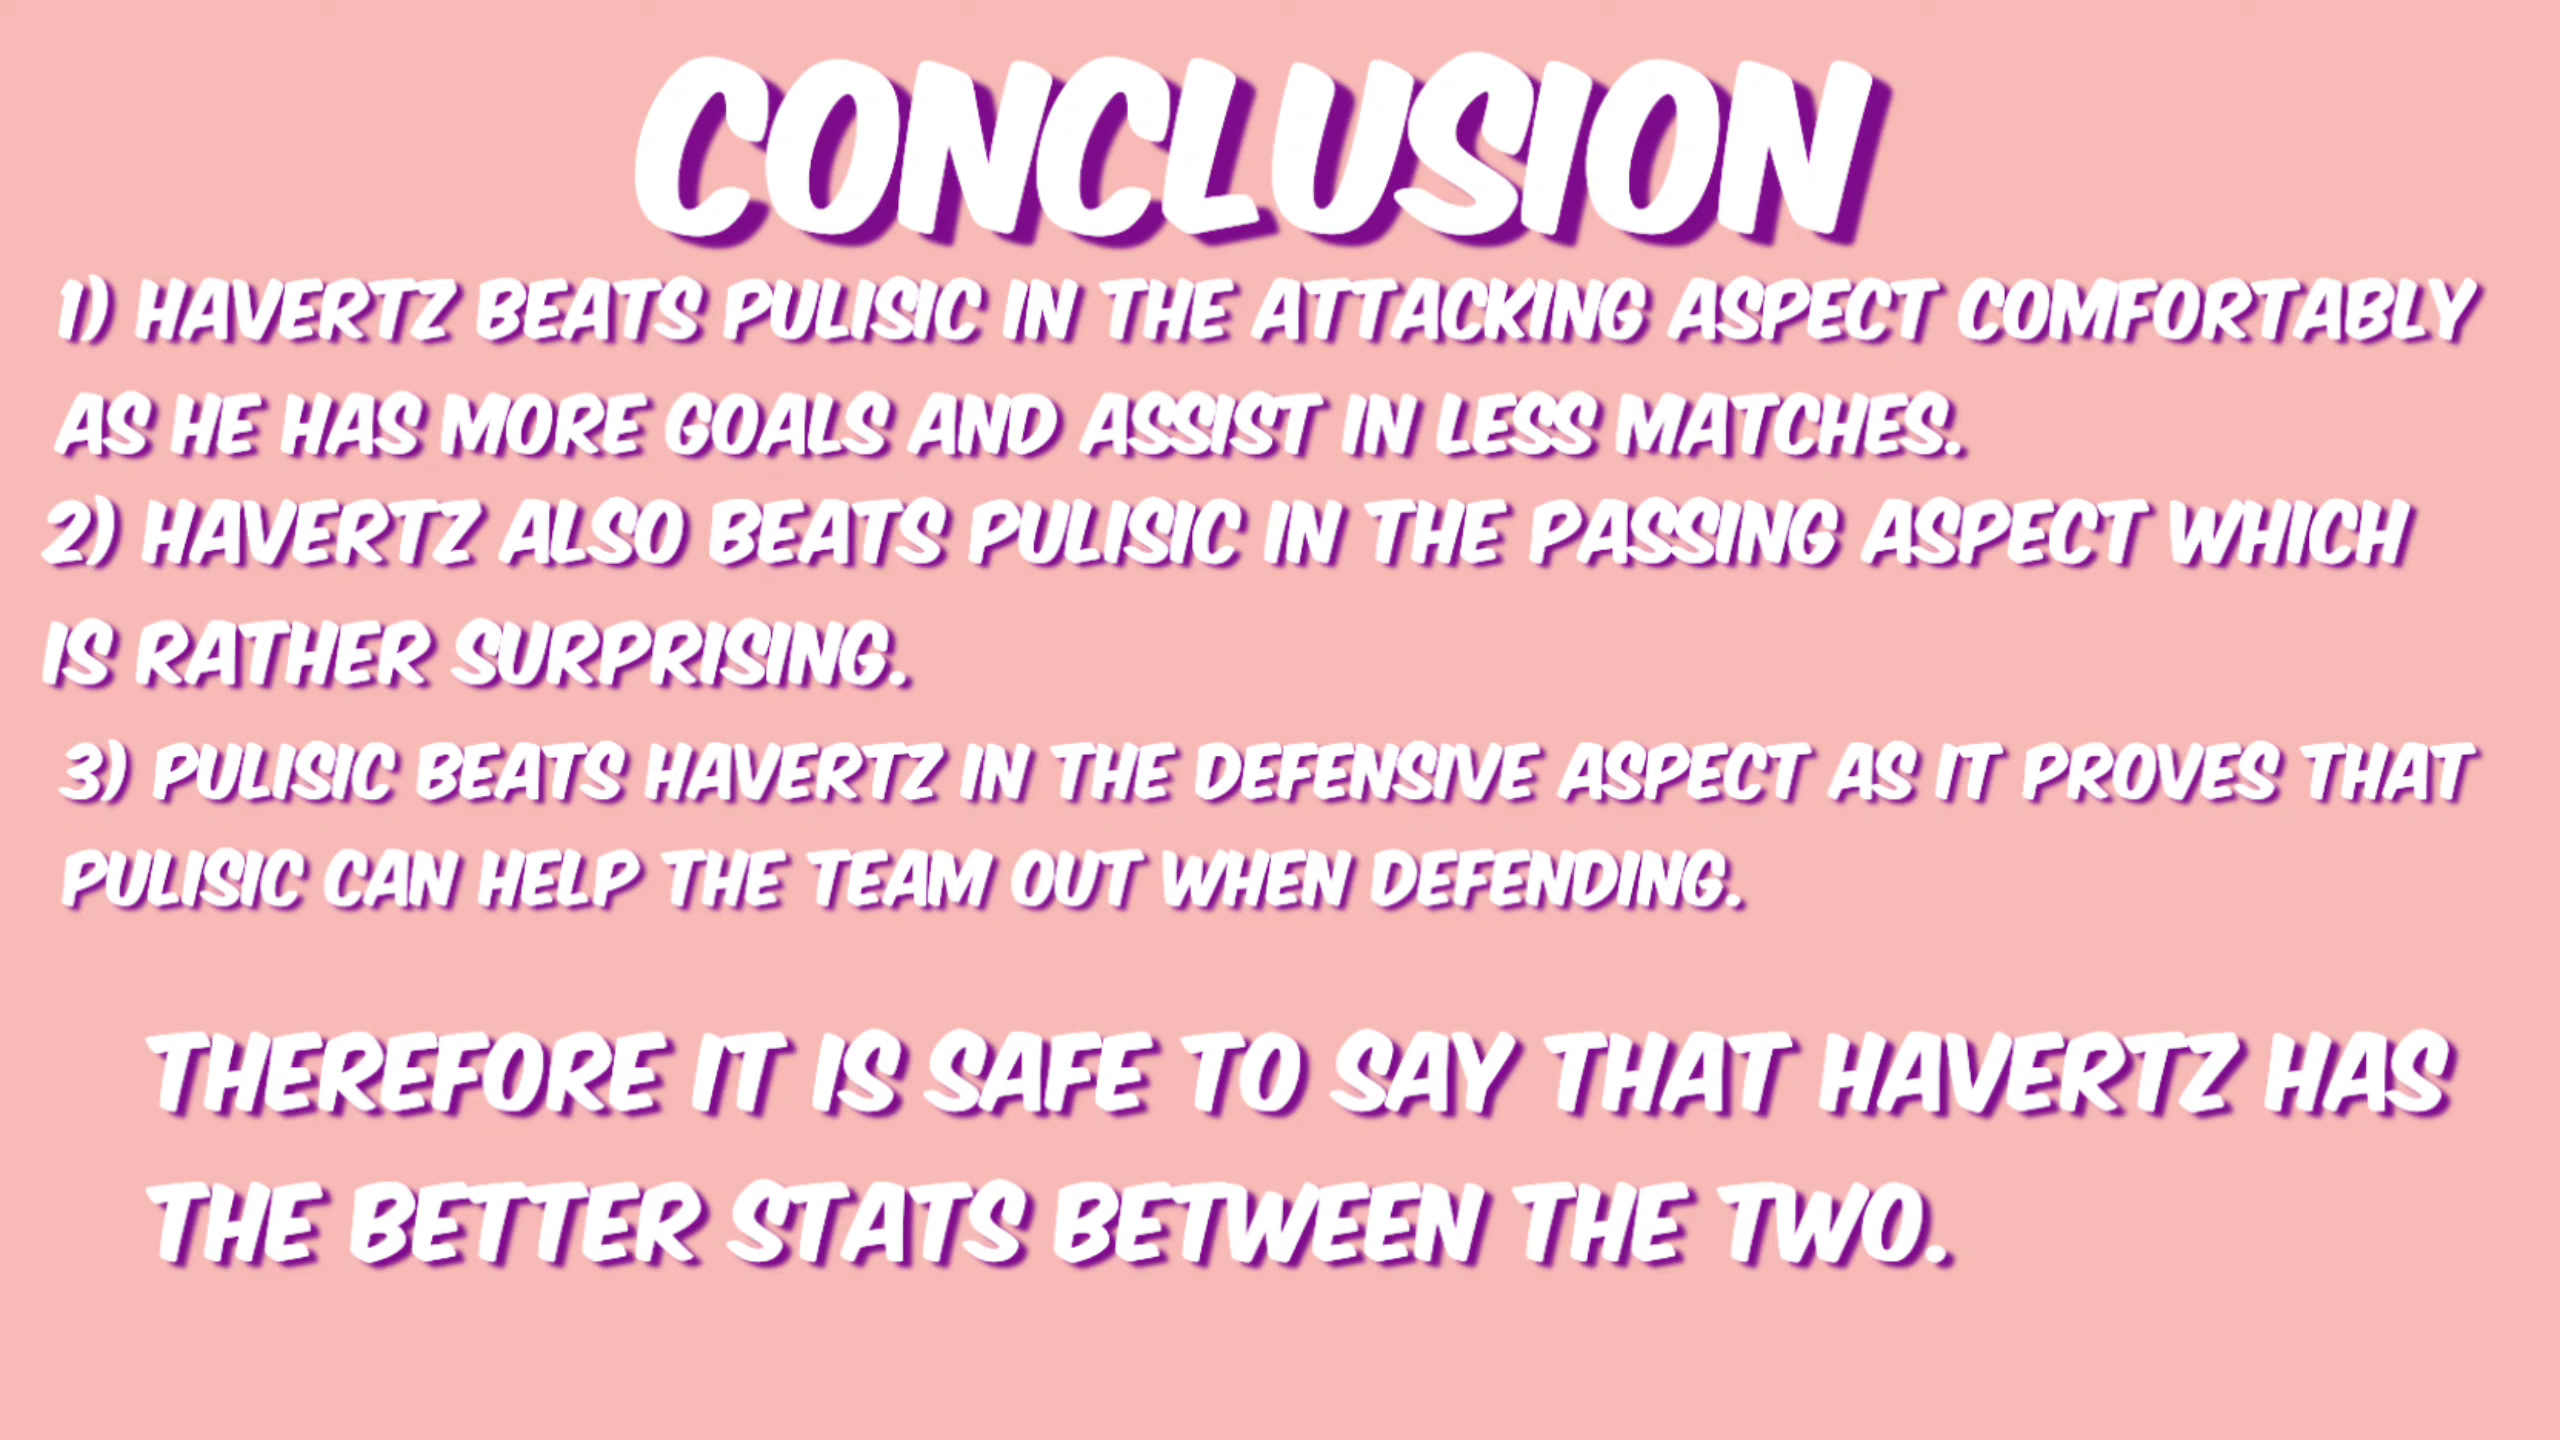 CONCLUSION
1) HAVERTZ BEATS PULISIC IN THE ATTACKING ASPECT COMFORTABLY
AS HE HAS MORE GOALS AND ASSIST IN LESS MATCHES.
2) HAVERTZ ALSO BEATS PULISIC IN THE PASSING ASPECT WHICH
IS RATHER SURPRISING.
3) PULISIC BEATS HAVERTZ IN THE DEFENSIVE ASPECT AS IT PROVES THAT
PULISIC CAN HELP THE TEAM OUT WHEN DEFENDING.
THEREFORE IT IS SAFE TO SAY THAT HAVERTZ HAS
THE BETTER STATS BETWEEN THE TWO.